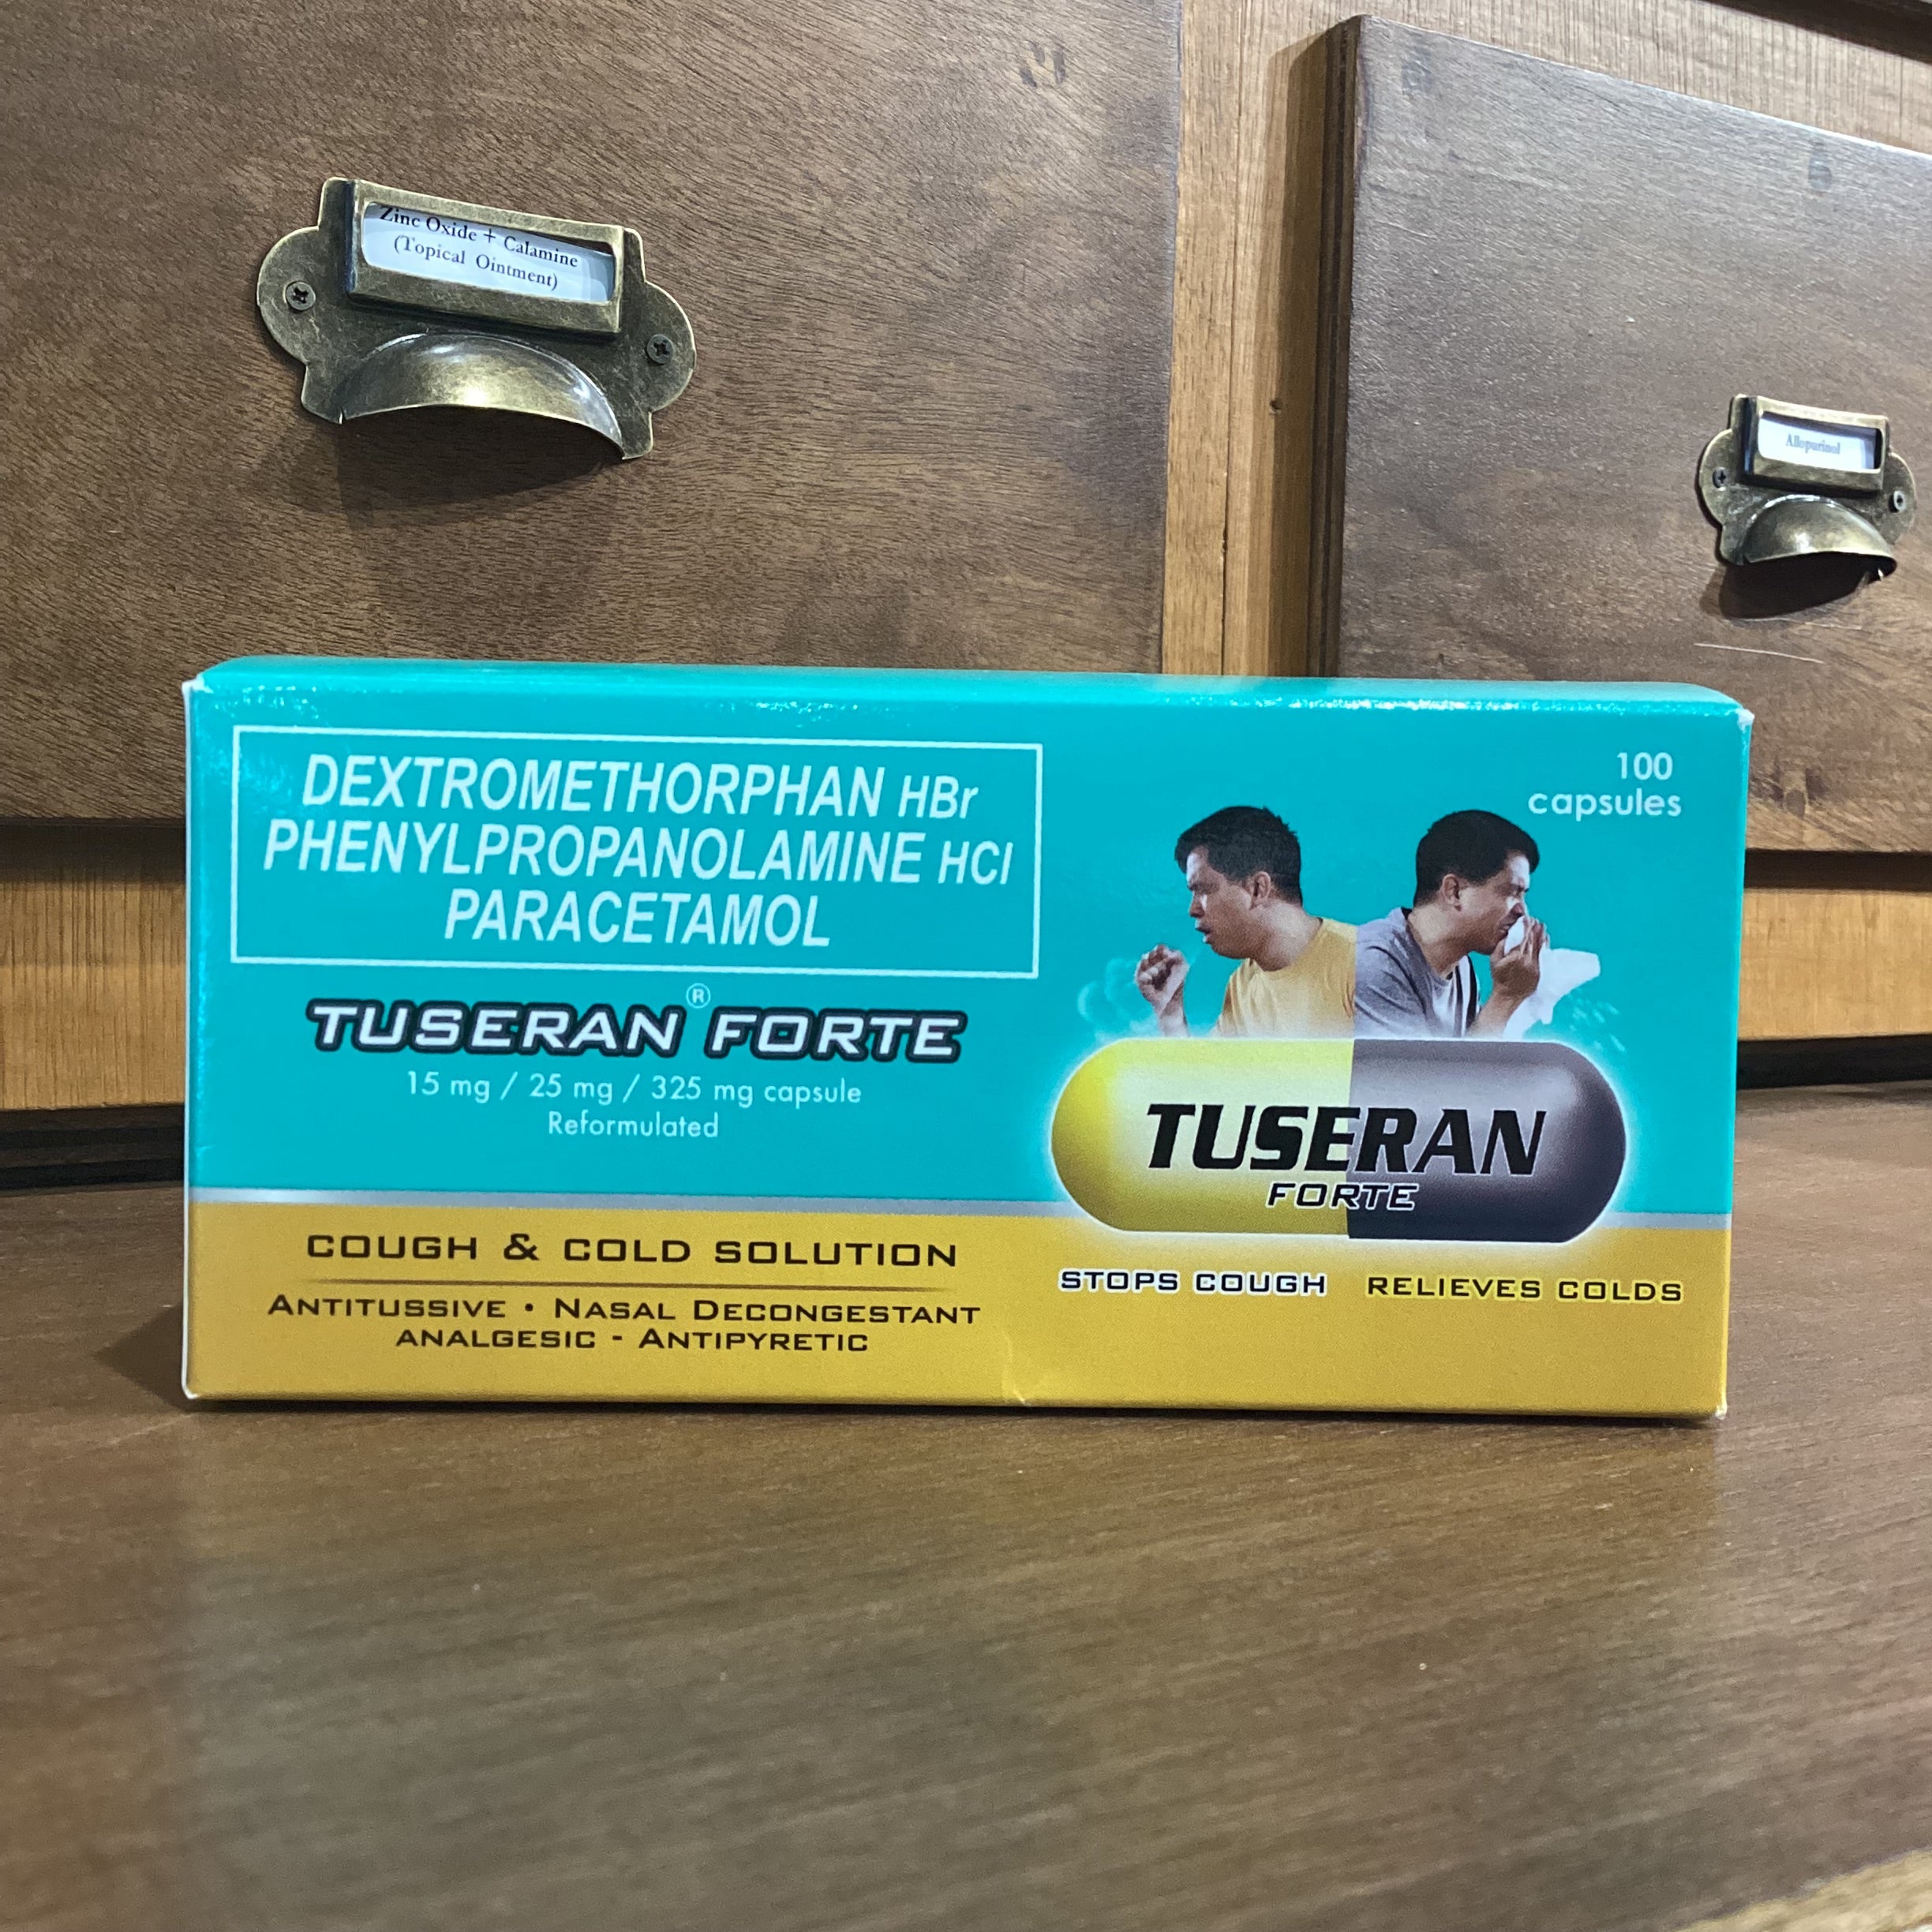 Zinc Oxide + Calamine
(Topical Ointment)
Allopurinol
DEXTROMETHORPHAN HBr
PHENYLPROPANOLAMINE HCl
PARACETAMOL
TUSERAN® FORTE
15 mg / 25 mg / 325 mg capsule
Reformulated
COUGH & COLD SOLUTION
ANTITUSSIVE • NASAL DECONGESTANT
ANALGESIC - ANTIPYRETIC
100
capsules
TUSERAN
FORTE
STOPS COUGH RELIEVES COLDS